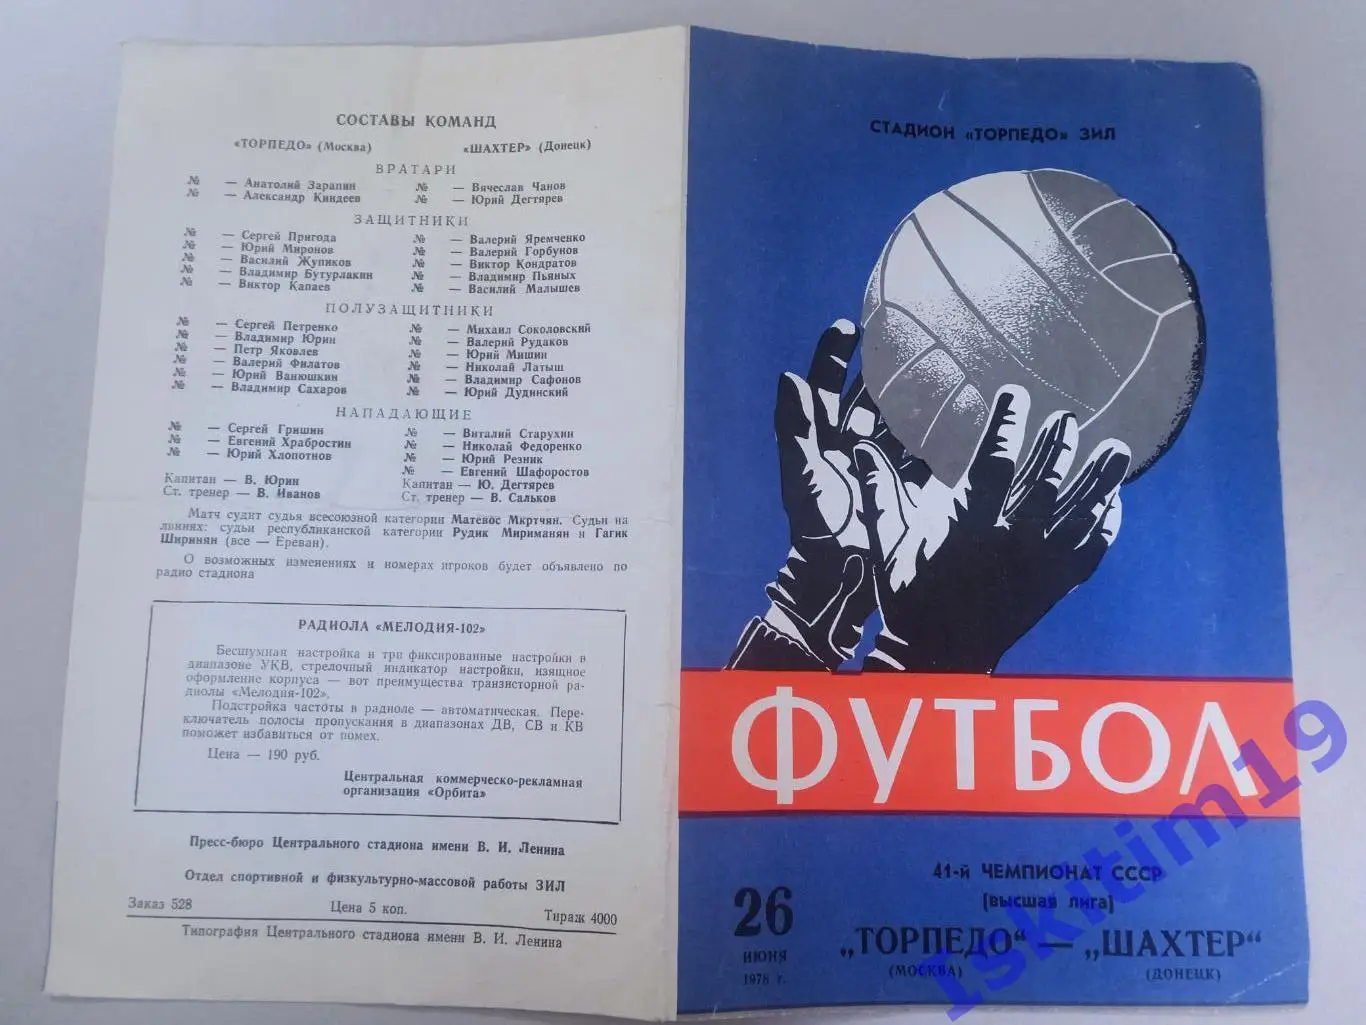 СОСТАВЫ КОМАНД
«ТОРПЕДО» (Москва) «ШАХТЕР» (Донецк)
ВРАТАРИ
№ — Анатолий Зарапин № — Вячеслав Чанов
№ — Александр Киндеев № — Юрий Дегтярев
ЗАЩИТНИКИ
№ — Сергей Пригода № — Валерий Яремченко
№ — Юрий Миронов № — Валерий Горбунов
№ — Василий Жупиков № — Виктор Кондратов
№ — Владимир Бутурлакин № — Владимир Пьяных
№ — Виктор Капаев № — Василий Малышев
ПОЛУЗАЩИТНИКИ
№ — Сергей Петренко № — Михаил Соколовский
№ — Владимир Юрин № — Валерий Рудаков
№ — Петр Яковлев № — Юрий Мишин
№ — Валерий Филатов № — Николай Латыш
№ — Юрий Ванюшкин № — Владимир Сафонов
№ — Владимир Сахаров № — Юрий Дудинский
НАПАДАЮЩИЕ
№ — Сергей Гришин № — Виталий Старухин
№ — Евгений Храбростин № — Николай Федоренко
№ — Юрий Хлопотнов № — Юрий Резник
№ — Евгений Шафоростов
Капитан — В. Юрин Капитан — Ю. Дегтярев
Ст. тренер — В. Иванов Ст. тренер — В. Сальков
Матч судит судья всесоюзной категории Матевос Мкртчян. Судьи на
линиях: судьи республиканской категории Рудик Мириманян и Гагик
Ширинян (все — Ереван).
О возможных изменениях и номерах игроков будет объявлено по
радио стадиона
РАДИОЛА «МЕЛОДИЯ-102»
Бесшумная настройка и три фиксированные настройки в
диапазоне УКВ, стрелочный индикатор настройки, изящное
оформление корпуса — вот преимущества транзисторной ра-
диолы «Мелодия-102».
Подстройка частоты в радиоле — автоматическая. Пере-
ключатель полосы пропускания в диапазонах ДВ, СВ и КВ
поможет избавиться от помех.
Цена — 190 руб.
Центральная коммерческо-рекламная
организация «Орбита»
Пресс-бюро Центрального стадиона имени В. И. Ленина
Отдел спортивной и физкультурно-массовой работы ЗИЛ
Заказ 528 Цена 5 коп. Тираж 4000
Типография Центрального стадиона имени В. И. Ленина
СТАДИОН «ТОРПЕДО» ЗИЛ
ФУТБОЛ
41-й ЧЕМПИОНАТ СССР
(высшая лига)
26
ИЮНЯ
1978 г.
„ТОРПЕДО“ — „ШАХТЕР“
(МОСКВА) (ДОНЕЦК)
Iskitim19